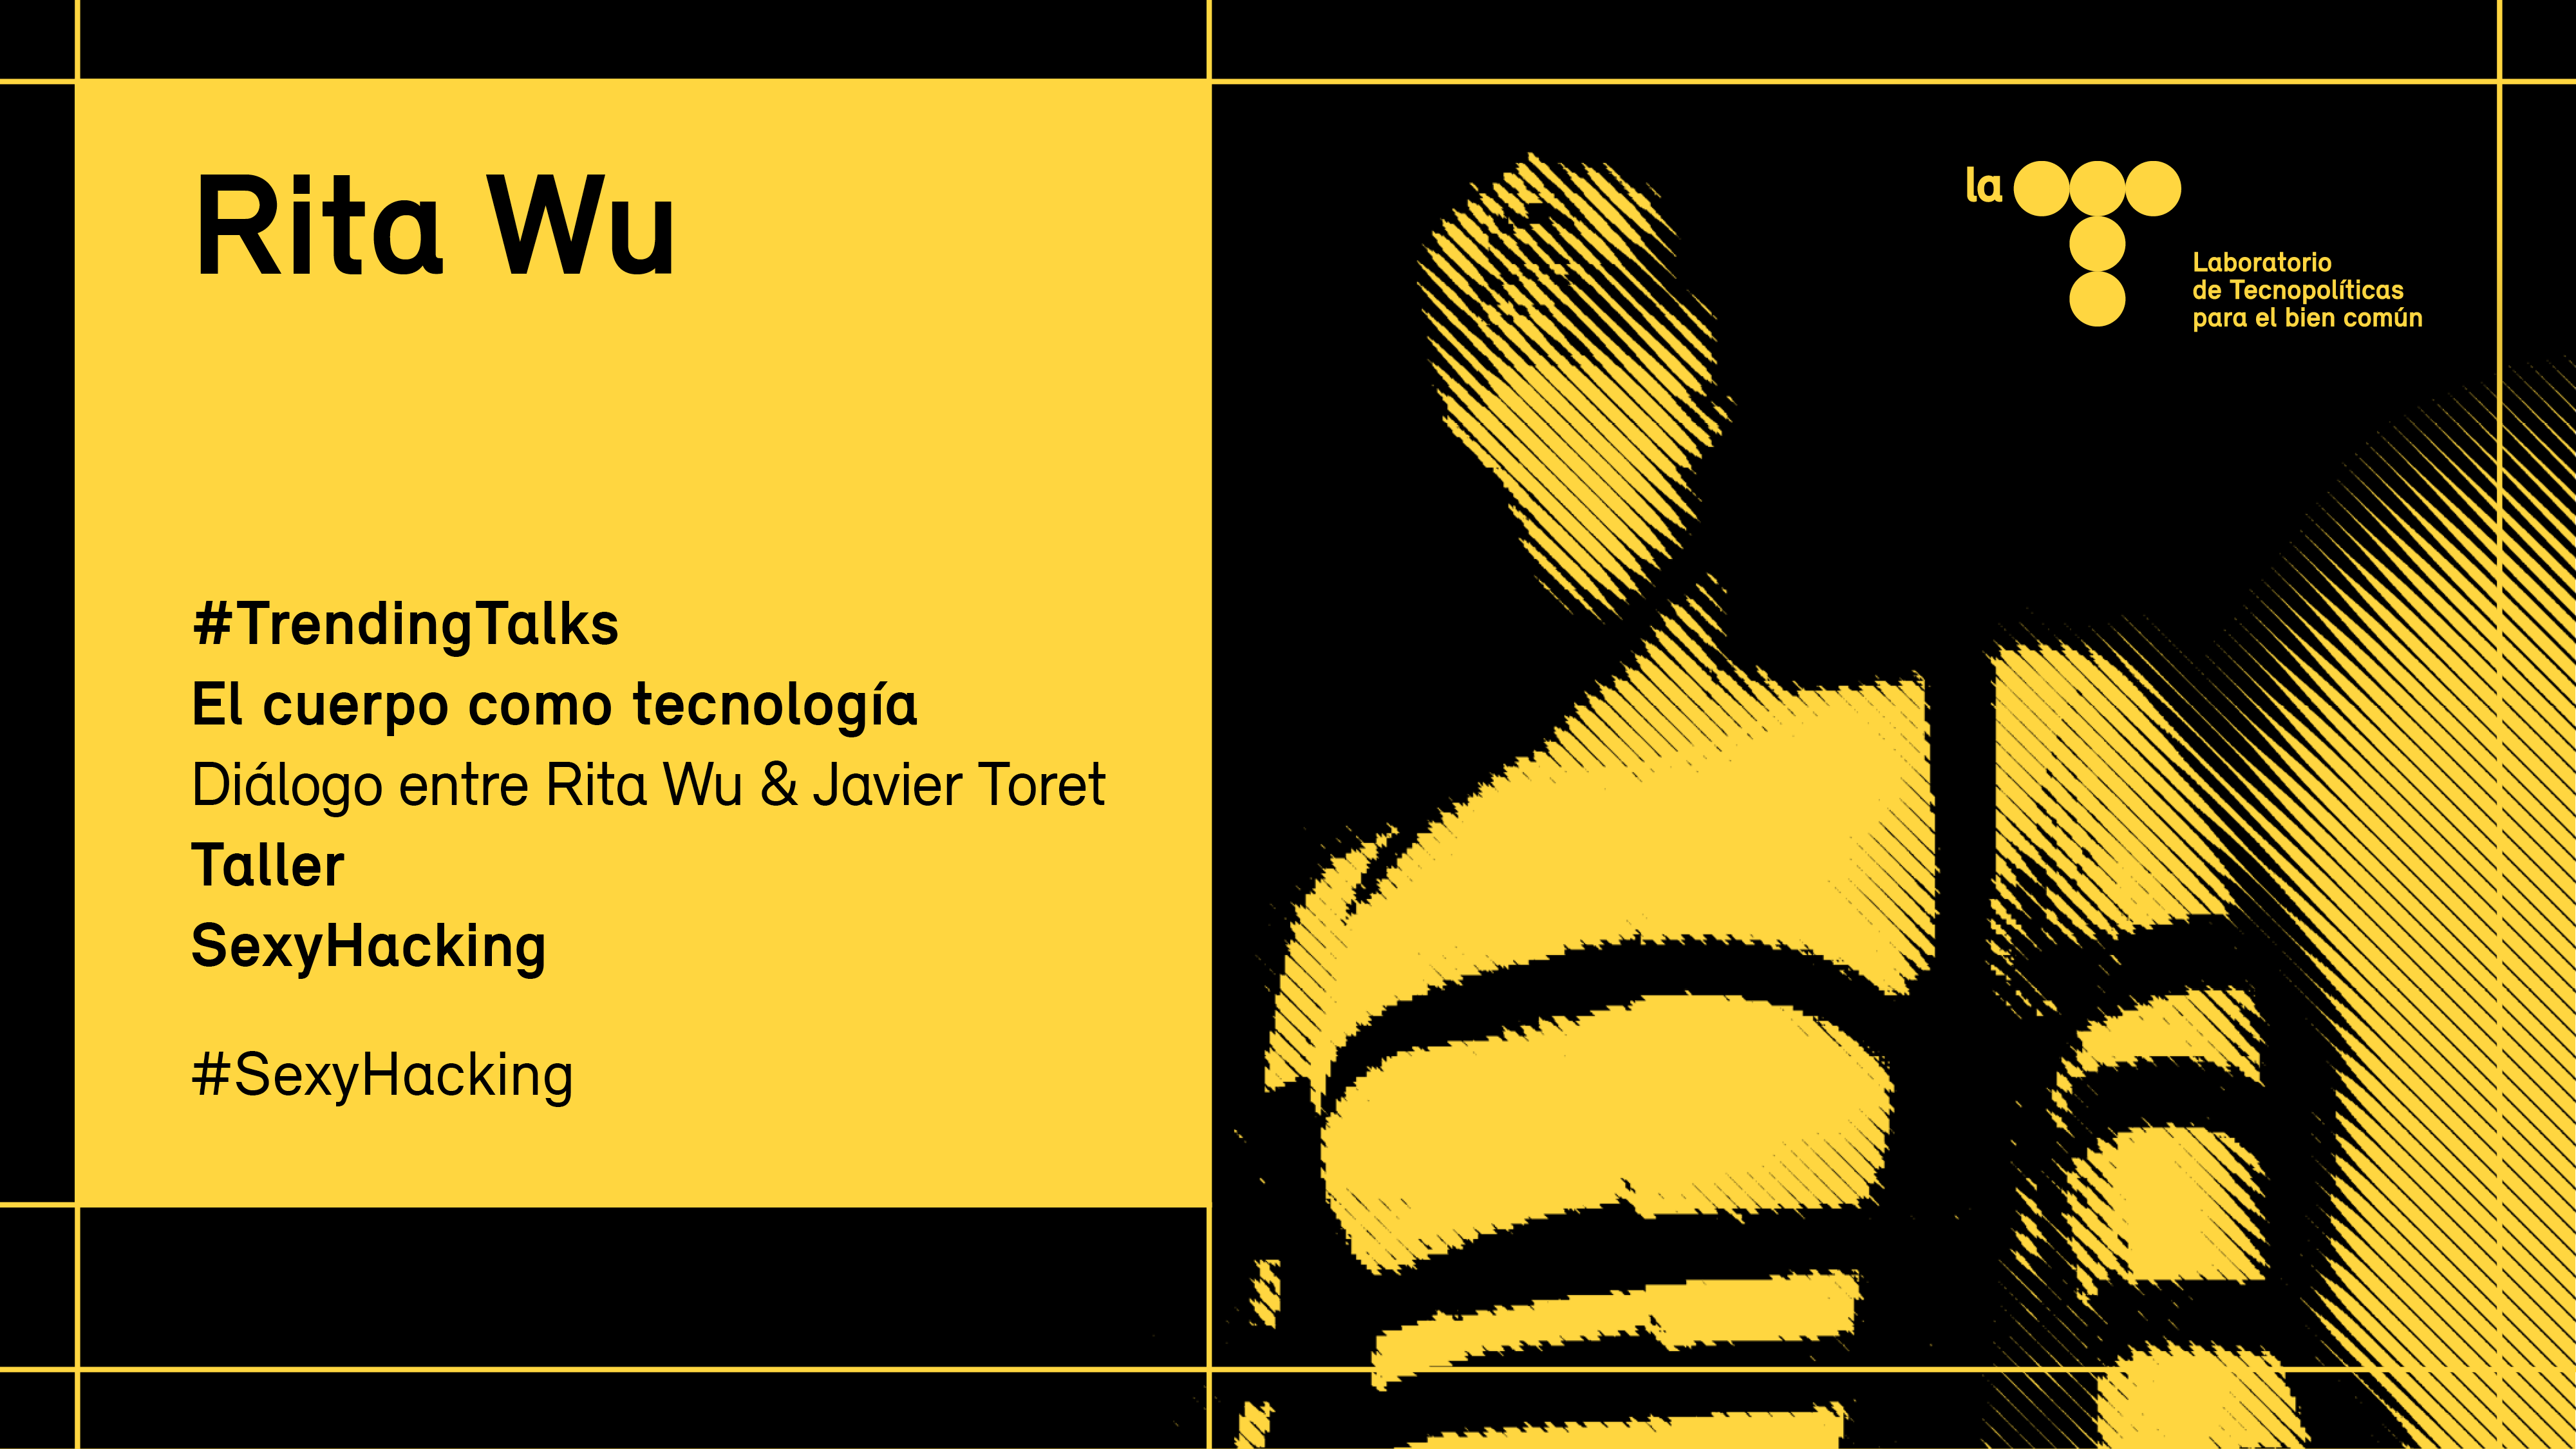 Rita Wu
#TrendingTalks
El cuerpo como tecnología
Diálogo entre Rita Wu & Javier Toret
Taller
SexyHacking
#SexyHacking
la
Laboratorio
de Tecnopolíticas
para el bien común